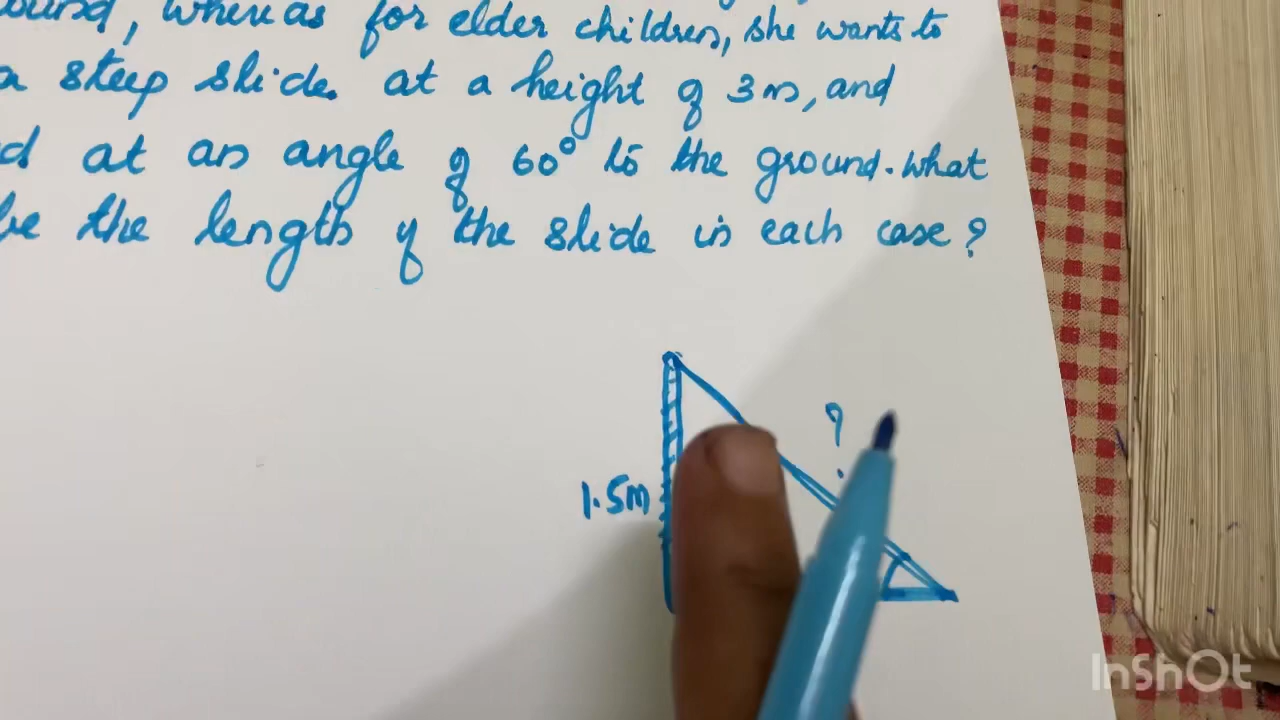 whereas for elder children, she wants to
a steep slide. at a height of 3m, and
at an angle of 60° to the ground. what
be the length of the slide in each case?
?
1.5m
InShOt